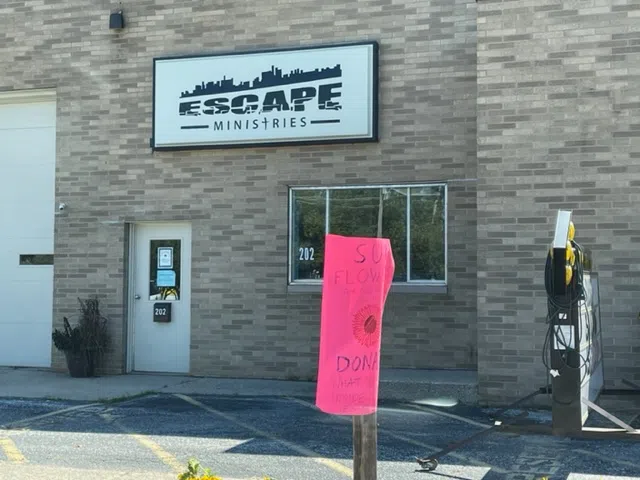 ESCAPE
MINISTRIES
202
202
SU
FLOW
DONA